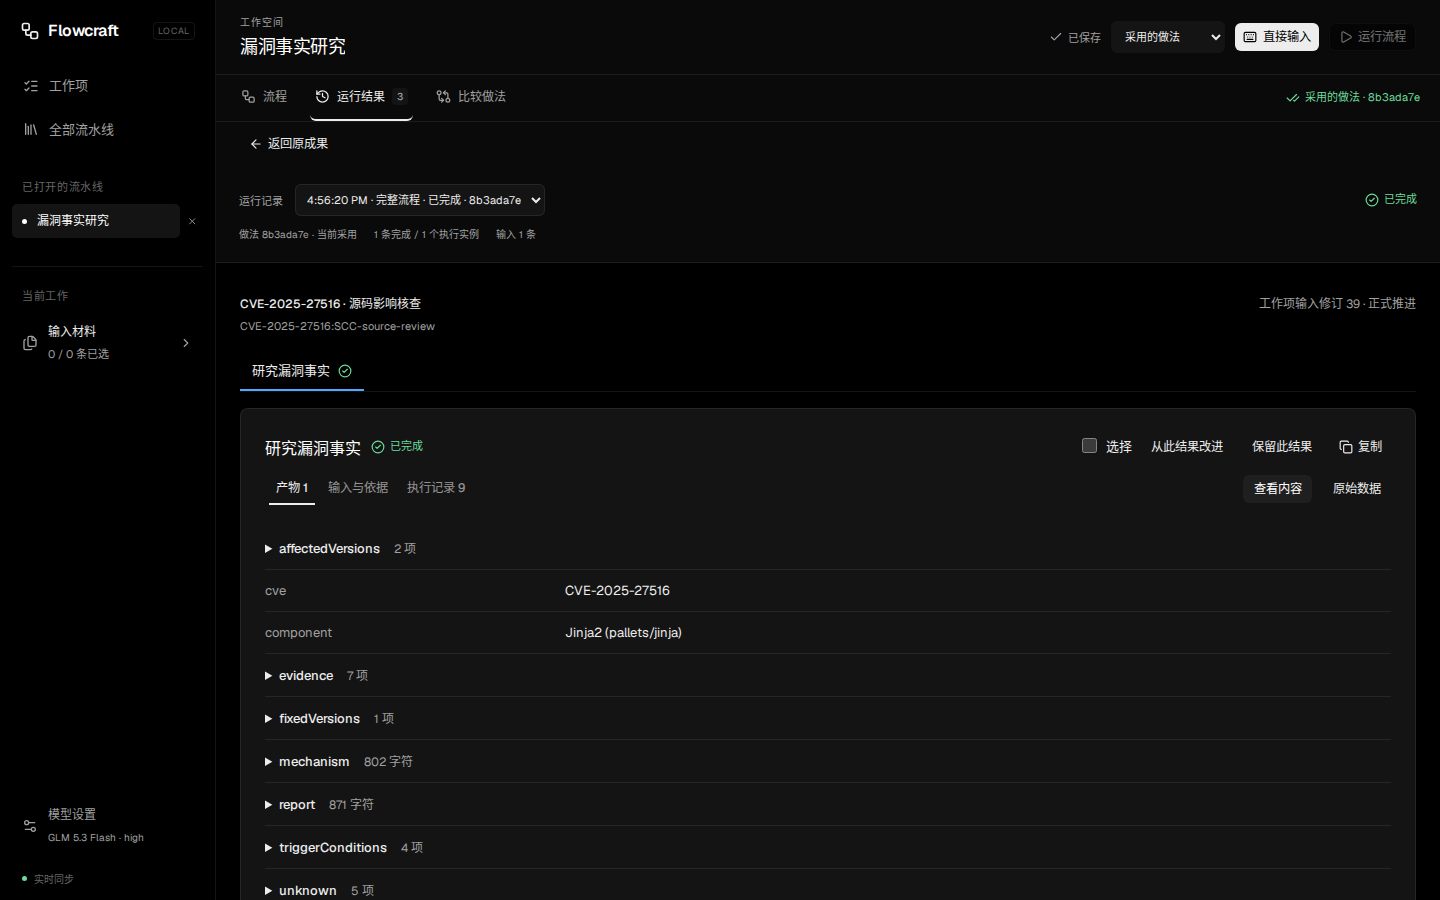 Flowcraft LOCAL
工作项
全部流水线
已打开的流水线
漏洞事实研究
当前工作
输入材料
0 / 0 条已选
模型设置
GLM 5.3 Flash · high
实时同步
工作空间
漏洞事实研究
已保存 采用的做法 直接输入 运行流程
流程 运行结果 3 比较做法 采用的做法 · 8b3ada7e
返回原成果
运行记录 4:56:20 PM · 完整流程 · 已完成 · 8b3ada7e 已完成
做法 8b3ada7e · 当前采用 1 条完成 / 1 个执行实例 输入 1 条
CVE-2025-27516 · 源码影响核查 工作项输入修订 39 · 正式推进
CVE-2025-27516:SCC-source-review
研究漏洞事实
研究漏洞事实 已完成 选择 从此结果改进 保留此结果 复制
产物 1 输入与依据 执行记录 9 查看内容 原始数据
affectedVersions 2 项
cve CVE-2025-27516
component Jinja2 (pallets/jinja)
evidence 7 项
fixedVersions 1 项
mechanism 802 字符
report 871 字符
triggerConditions 4 项
unknown 5 项